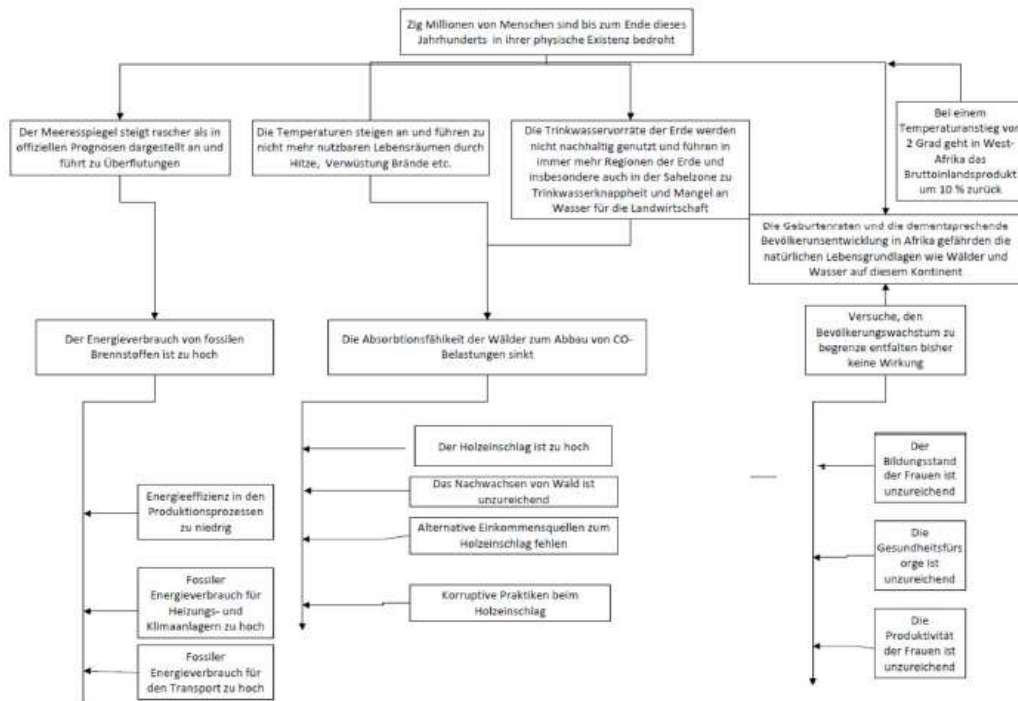 Zig Millionen von Menschen sind bis zum Ende dieses
Jahrhunderts in ihrer physische Existenz bedroht
Der Meeresspiegel steigt rascher als in
offiziellen Prognosen dargestellt an und
führt zu Überflutungen
Die Temperaturen steigen an und führen zu
nicht mehr nutzbaren Lebensräumen durch
Hitze, Verwüstung Brände etc.
Die Trinkwasservorräte der Erde werden
nicht nachhaltig genutzt und führen in
immer mehr Regionen der Erde und
insbesondere auch in der Sahelzone zu
Trinkwasserknappheit und Mangel an
Wasser für die Landwirtschaft
Bei einem
Temperaturanstieg von
2 Grad geht in West-
Afrika das
Bruttoinlandsprodukt
um 10 % zurück
Die Geburtenraten und die dementsprechende
Bevölkerunsentwicklung in Afrika gefährden die
natürlichen Lebensgrundlagen wie Wälder und
Wasser auf diesem Kontinent
Der Energieverbrauch von fossilen
Brennstoffen ist zu hoch
Die Absorbtionsfähikeit der Wälder zum Abbau von CO-
Belastungen sinkt
Versuche, den
Bevölkerungswachstum zu
begrenze entfalten bisher
keine Wirkung
Energieeffizienz in den
Produktionsprozessen
zu niedrig
Fossiler
Energieverbrauch für
Heizungs- und
Klimaanlagern zu hoch
Fossiler
Energieverbrauch für
den Transport zu hoch
Der Holzeinschlag ist zu hoch
Das Nachwachsen von Wald ist
unzureichend
Alternative Einkommensquellen zum
Holzeinschlag fehlen
Korruptive Praktiken beim
Holzeinschlag
Der
Bildungsstand
der Frauen ist
unzureichend
Die
Gesundheitsfürs
orge ist
unzureichend
Die
Produktivität
der Frauen ist
unzureichend